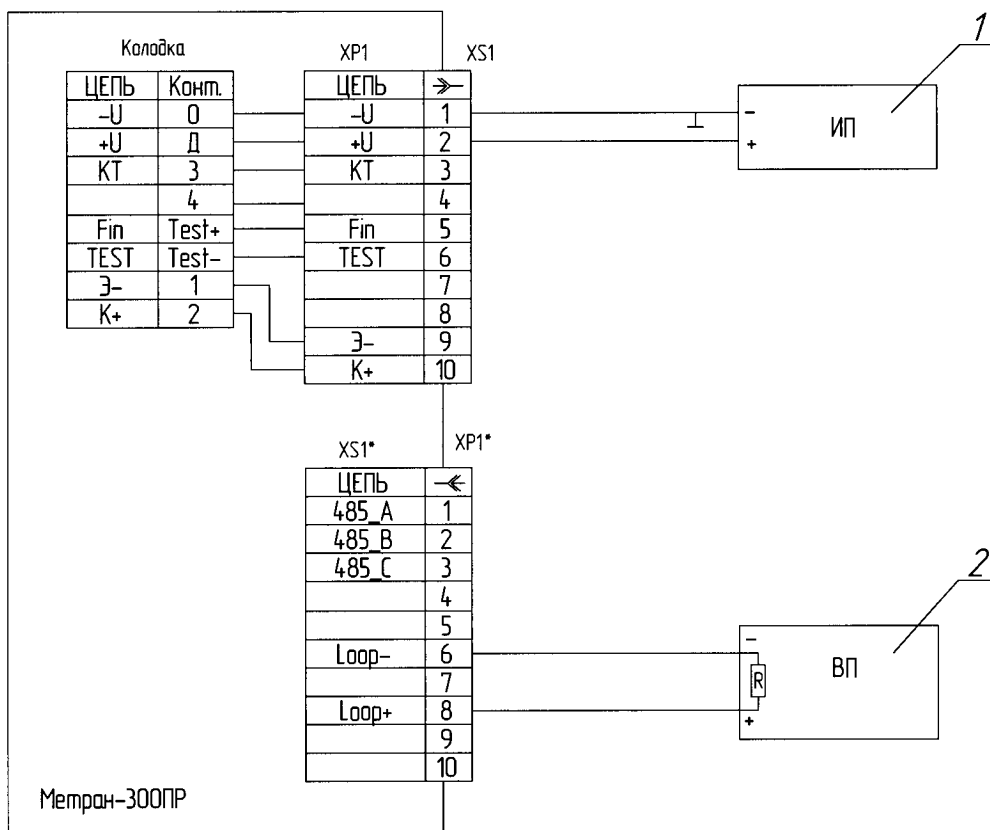 Колодка
ЦЕПЬ Конт.
-U 0
+U Д
КТ 3
4
Fin Test+
TEST Test-
Э- 1
К+ 2
XP1 XS1
ЦЕПЬ
-U 1
+U 2
КТ 3
4
Fin 5
TEST 6
7
8
Э- 9
К+ 10
1
-
ИП
+
XS1* XP1*
ЦЕПЬ
485_A 1
485_B 2
485_C 3
4
5
Loop- 6
7
Loop+ 8
9
10
2
-
R ВП
+
Метран-300ПР